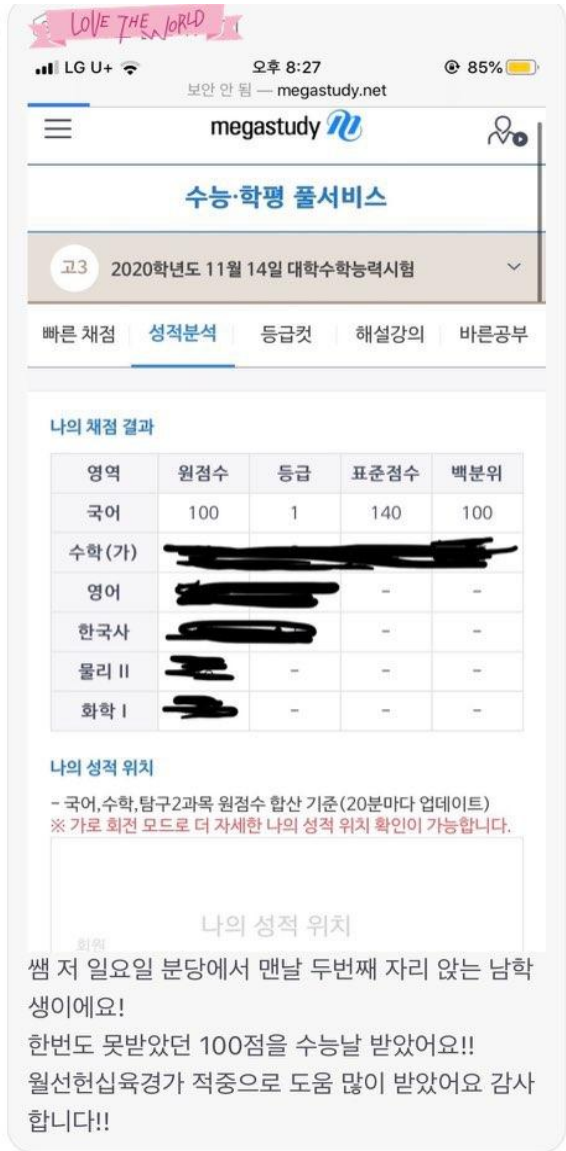 LOVE THE WORLD
LG U+ 오후 8:27 85%
보안 안 됨 — megastudy.net
megastudy
수능·학평 풀서비스
고3 2020학년도 11월 14일 대학수학능력시험
빠른 채점 성적분석 등급컷 해설강의 바른공부
나의 채점 결과
영역 원점수 등급 표준점수 백분위
국어 100 1 140 100
수학(가)
영어 - -
한국사 - -
물리 II - - -
화학 I - - -
나의 성적 위치
- 국어,수학,탐구2과목 원점수 합산 기준(20분마다 업데이트)
※ 가로 회전 모드로 더 자세한 나의 성적 위치 확인이 가능합니다.
나의 성적 위치
회원
쌤 저 일요일 분당에서 맨날 두번째 자리 앉는 남학
생이에요!
한번도 못받았던 100점을 수능날 받았어요!!
월선헌십육경가 적중으로 도움 많이 받았어요 감사
합니다!!